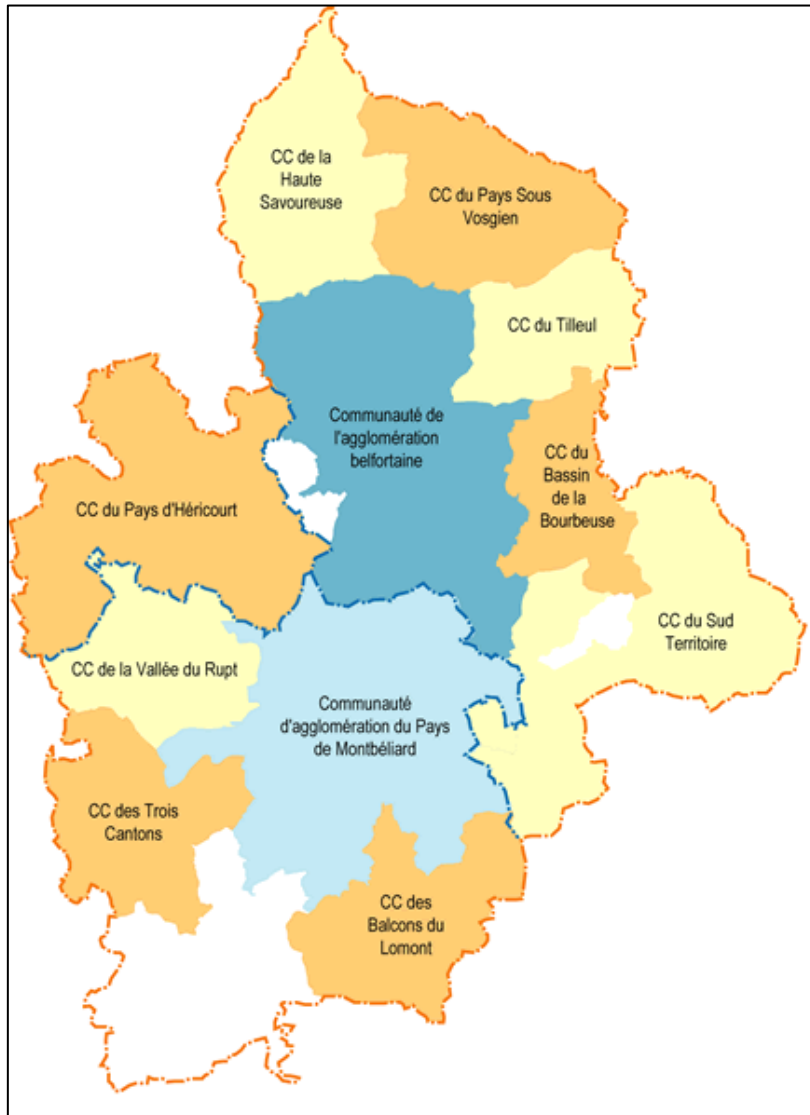 CC de la
Haute
Savoureuse
CC du Pays Sous
Vosgien
CC du Tilleul
Communauté de
l'agglomération
belfortaine
CC du
Bassin
de la
Bourbeuse
CC du Pays d'Héricourt
CC du Sud
Territoire
CC de la Vallée du Rupt
Communauté
d'agglomération du Pays
de Montbéliard
CC des Trois
Cantons
CC des
Balcons du
Lomont